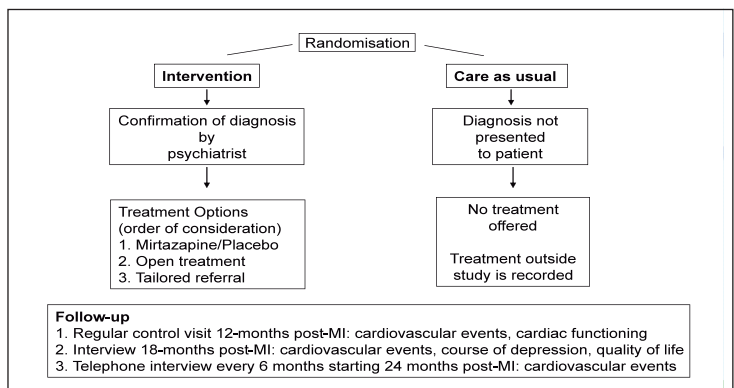 Randomisation
Intervention
Care as usual
Confirmation of diagnosis
by
psychiatrist
Diagnosis not
presented
to patient
Treatment Options
(order of consideration)
1. Mirtazapine/Placebo
2. Open treatment
3. Tailored referral
No treatment
offered
Treatment outside
study is recorded
Follow-up
1. Regular control visit 12-months post-MI: cardiovascular events, cardiac functioning
2. Interview 18-months post-MI: cardiovascular events, course of depression, quality of life
3. Telephone interview every 6 months starting 24 months post-MI: cardiovascular events